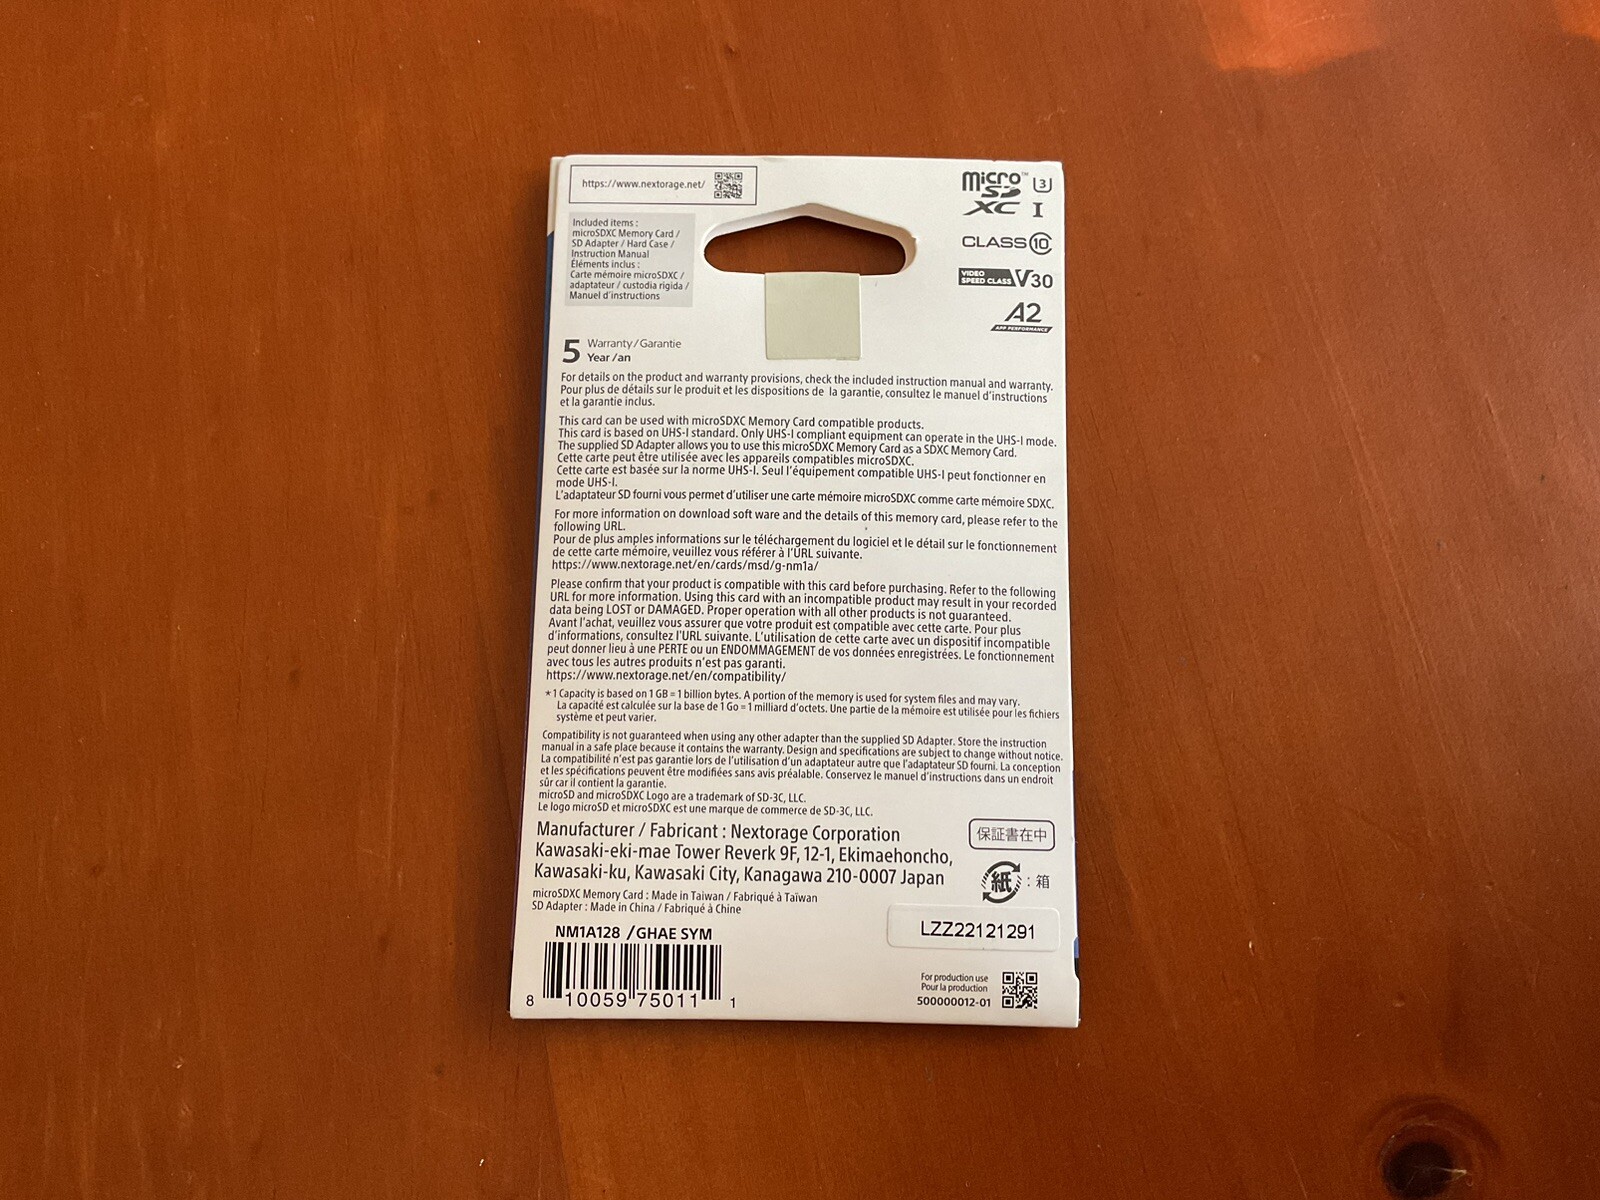 https://www.nextorage.net/
Included items :
microSDXC Memory Card /
SD Adapter / Hard Case /
Instruction Manual
Éléments inclus :
Carte mémoire microSDXC /
adaptateur / custodia rigida /
Manuel d'instructions
micro SD XC I U3
CLASS 10
VIDEO SPEED CLASS V30
A2
APP PERFORMANCE
5 Warranty/Garantie
Year/an
For details on the product and warranty provisions, check the included instruction manual and warranty.
Pour plus de détails sur le produit et les dispositions de la garantie, consultez le manuel d'instructions
et la garantie inclus.
This card can be used with microSDXC Memory Card compatible products.
This card is based on UHS-I standard. Only UHS-I compliant equipment can operate in the UHS-I mode.
The supplied SD Adapter allows you to use this microSDXC Memory Card as a SDXC Memory Card.
Cette carte peut être utilisée avec les appareils compatibles microSDXC.
Cette carte est basée sur la norme UHS-I. Seul l'équipement compatible UHS-I peut fonctionner en
mode UHS-I.
L'adaptateur SD fourni vous permet d'utiliser une carte mémoire microSDXC comme carte mémoire SDXC.
For more information on download soft ware and the details of this memory card, please refer to the
following URL.
Pour de plus amples informations sur le téléchargement du logiciel et le détail sur le fonctionnement
de cette carte mémoire, veuillez vous référer à l'URL suivante.
https://www.nextorage.net/en/cards/msd/g-nm1a/
Please confirm that your product is compatible with this card before purchasing. Refer to the following
URL for more information. Using this card with an incompatible product may result in your recorded
data being LOST or DAMAGED. Proper operation with all other products is not guaranteed.
Avant l'achat, veuillez vous assurer que votre produit est compatible avec cette carte. Pour plus
d'informations, consultez l'URL suivante. L'utilisation de cette carte avec un dispositif incompatible
peut donner lieu à une PERTE ou un ENDOMMAGEMENT de vos données enregistrées. Le fonctionnement
avec tous les autres produits n'est pas garanti.
https://www.nextorage.net/en/compatibility/
*1 Capacity is based on 1 GB = 1 billion bytes. A portion of the memory is used for system files and may vary.
La capacité est calculée sur la base de 1 Go = 1 milliard d'octets. Une partie de la mémoire est utilisée pour les fichiers
système et peut varier.
Compatibility is not guaranteed when using any other adapter than the supplied SD Adapter. Store the instruction
manual in a safe place because it contains the warranty. Design and specifications are subject to change without notice.
La compatibilité n'est pas garantie lors de l'utilisation d'un adaptateur autre que l'adaptateur SD fourni. La conception
et les spécifications peuvent être modifiées sans avis préalable. Conservez le manuel d'instructions dans un endroit
sûr car il contient la garantie.
microSD and microSDXC Logo are a trademark of SD-3C, LLC.
Le logo microSD et microSDXC est une marque de commerce de SD-3C, LLC.
Manufacturer / Fabricant : Nextorage Corporation
Kawasaki-eki-mae Tower Reverk 9F, 12-1, Ekimaehoncho,
Kawasaki-ku, Kawasaki City, Kanagawa 210-0007 Japan
保証書在中
紙 : 箱
microSDXC Memory Card : Made in Taiwan / Fabriqué à Taïwan
SD Adapter : Made in China / Fabriqué à Chine
LZZ22121291
NM1A128 /GHAE SYM
8 10059 75011 1
For production use
Pour la production
500000012-01